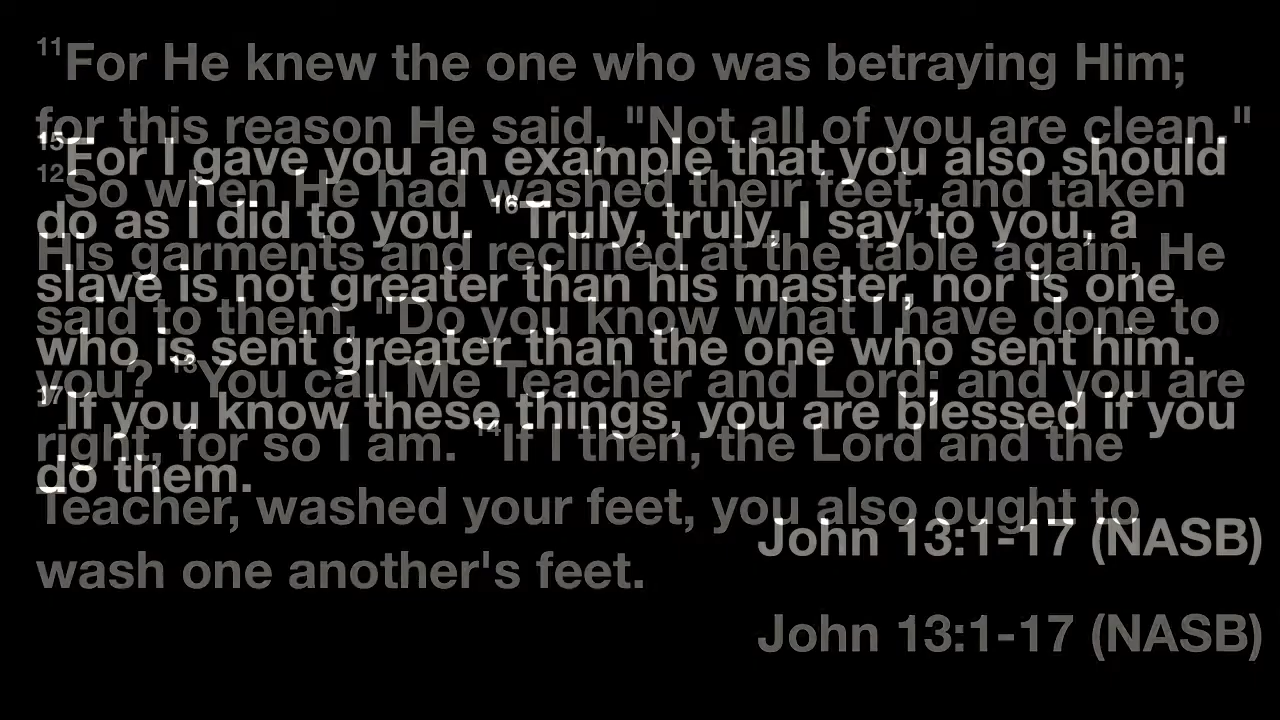 ¹¹For He knew the one who was betraying Him;
for this reason He said, "Not all of you are clean."
¹²So when He had washed their feet, and taken
His garments and reclined at the table again, He
said to them, "Do you know what I have done to
you? ¹³You call Me Teacher and Lord; and you are
right, for so I am. ¹⁴If I then, the Lord and the
Teacher, washed your feet, you also ought to
wash one another's feet.
John 13:1-17 (NASB)
¹⁵For I gave you an example that you also should
do as I did to you. ¹⁶Truly, truly, I say to you, a
slave is not greater than his master, nor is one
who is sent greater than the one who sent him.
¹⁷If you know these things, you are blessed if you
do them.
John 13:1-17 (NASB)